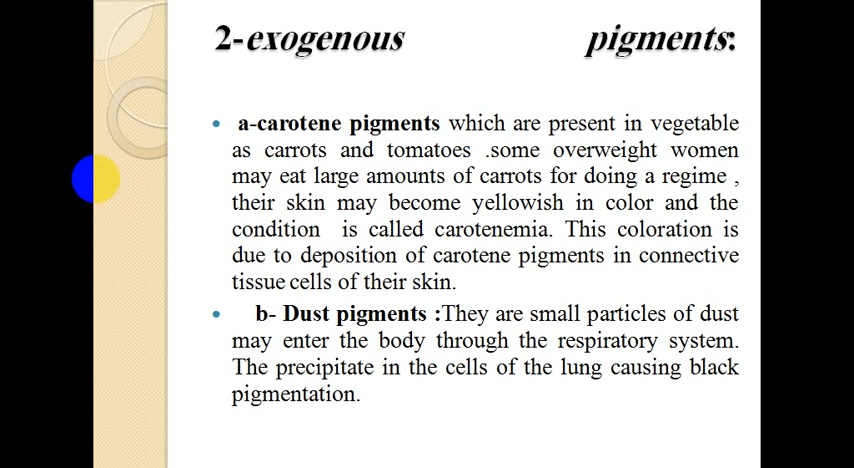 2-exogenous pigments:
a-carotene pigments which are present in vegetable
as carrots and tomatoes .some overweight women
may eat large amounts of carrots for doing a regime ,
their skin may become yellowish in color and the
condition is called carotenemia. This coloration is
due to deposition of carotene pigments in connective
tissue cells of their skin.
b- Dust pigments :They are small particles of dust
may enter the body through the respiratory system.
The precipitate in the cells of the lung causing black
pigmentation.